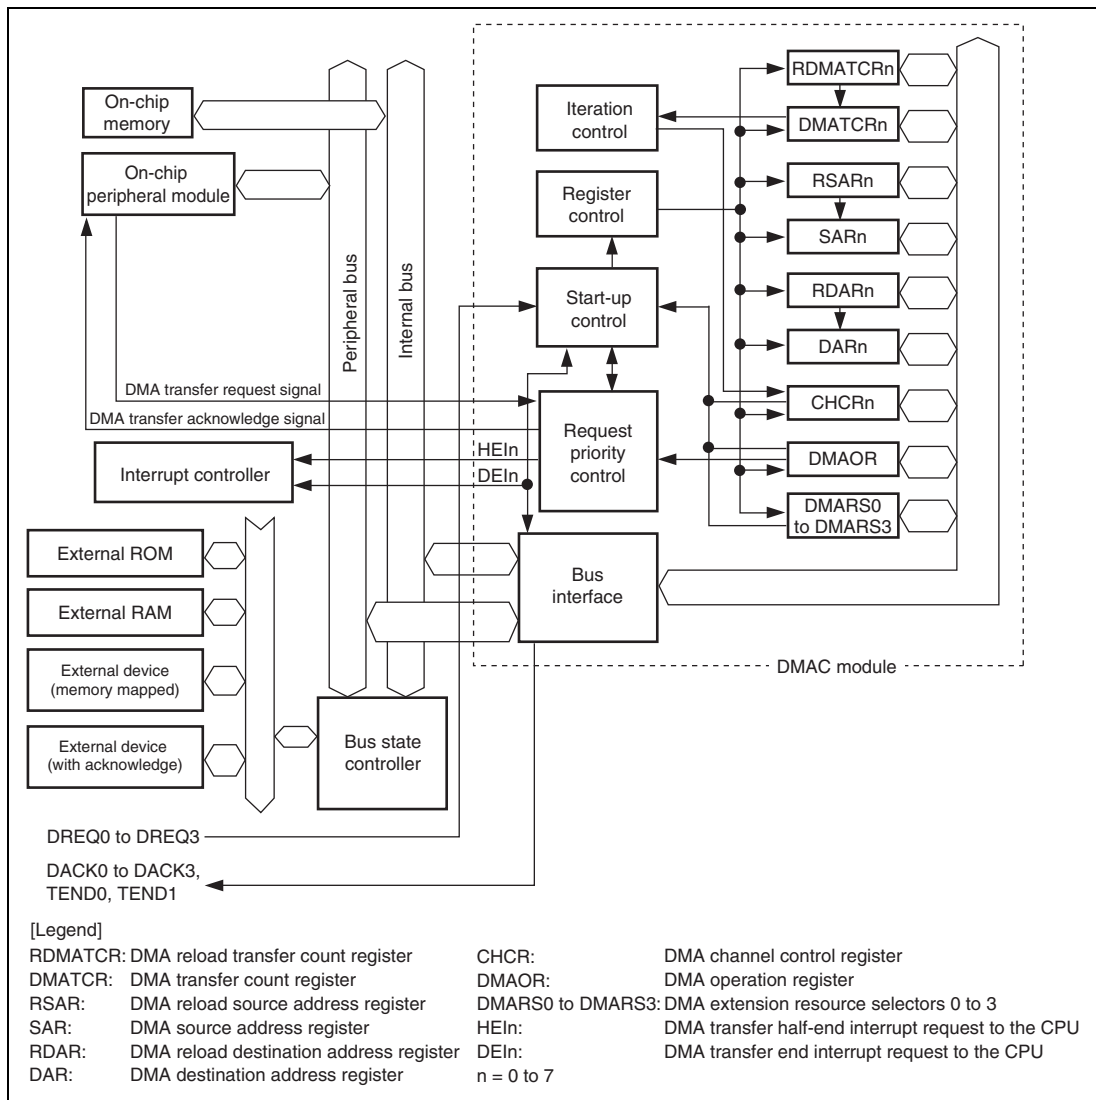 On-chip
memory
On-chip
peripheral module
Peripheral bus
Internal bus
Iteration
control
Register
control
Start-up
control
Request
priority
control
Bus
interface
RDMATCRn
DMATCRn
RSARn
SARn
RDARn
DARn
CHCRn
DMAOR
DMARS0
to DMARS3
DMA transfer request signal
DMA transfer acknowledge signal
HEIn
DEIn
Interrupt controller
External ROM
External RAM
External device
(memory mapped)
External device
(with acknowledge)
Bus state
controller
DMAC module
DREQ0 to DREQ3
DACK0 to DACK3,
TEND0, TEND1
[Legend]
RDMATCR: DMA reload transfer count register
DMATCR: DMA transfer count register
RSAR: DMA reload source address register
SAR: DMA source address register
RDAR: DMA reload destination address register
DAR: DMA destination address register
CHCR: DMA channel control register
DMAOR: DMA operation register
DMARS0 to DMARS3: DMA extension resource selectors 0 to 3
HEIn: DMA transfer half-end interrupt request to the CPU
DEIn: DMA transfer end interrupt request to the CPU
n = 0 to 7